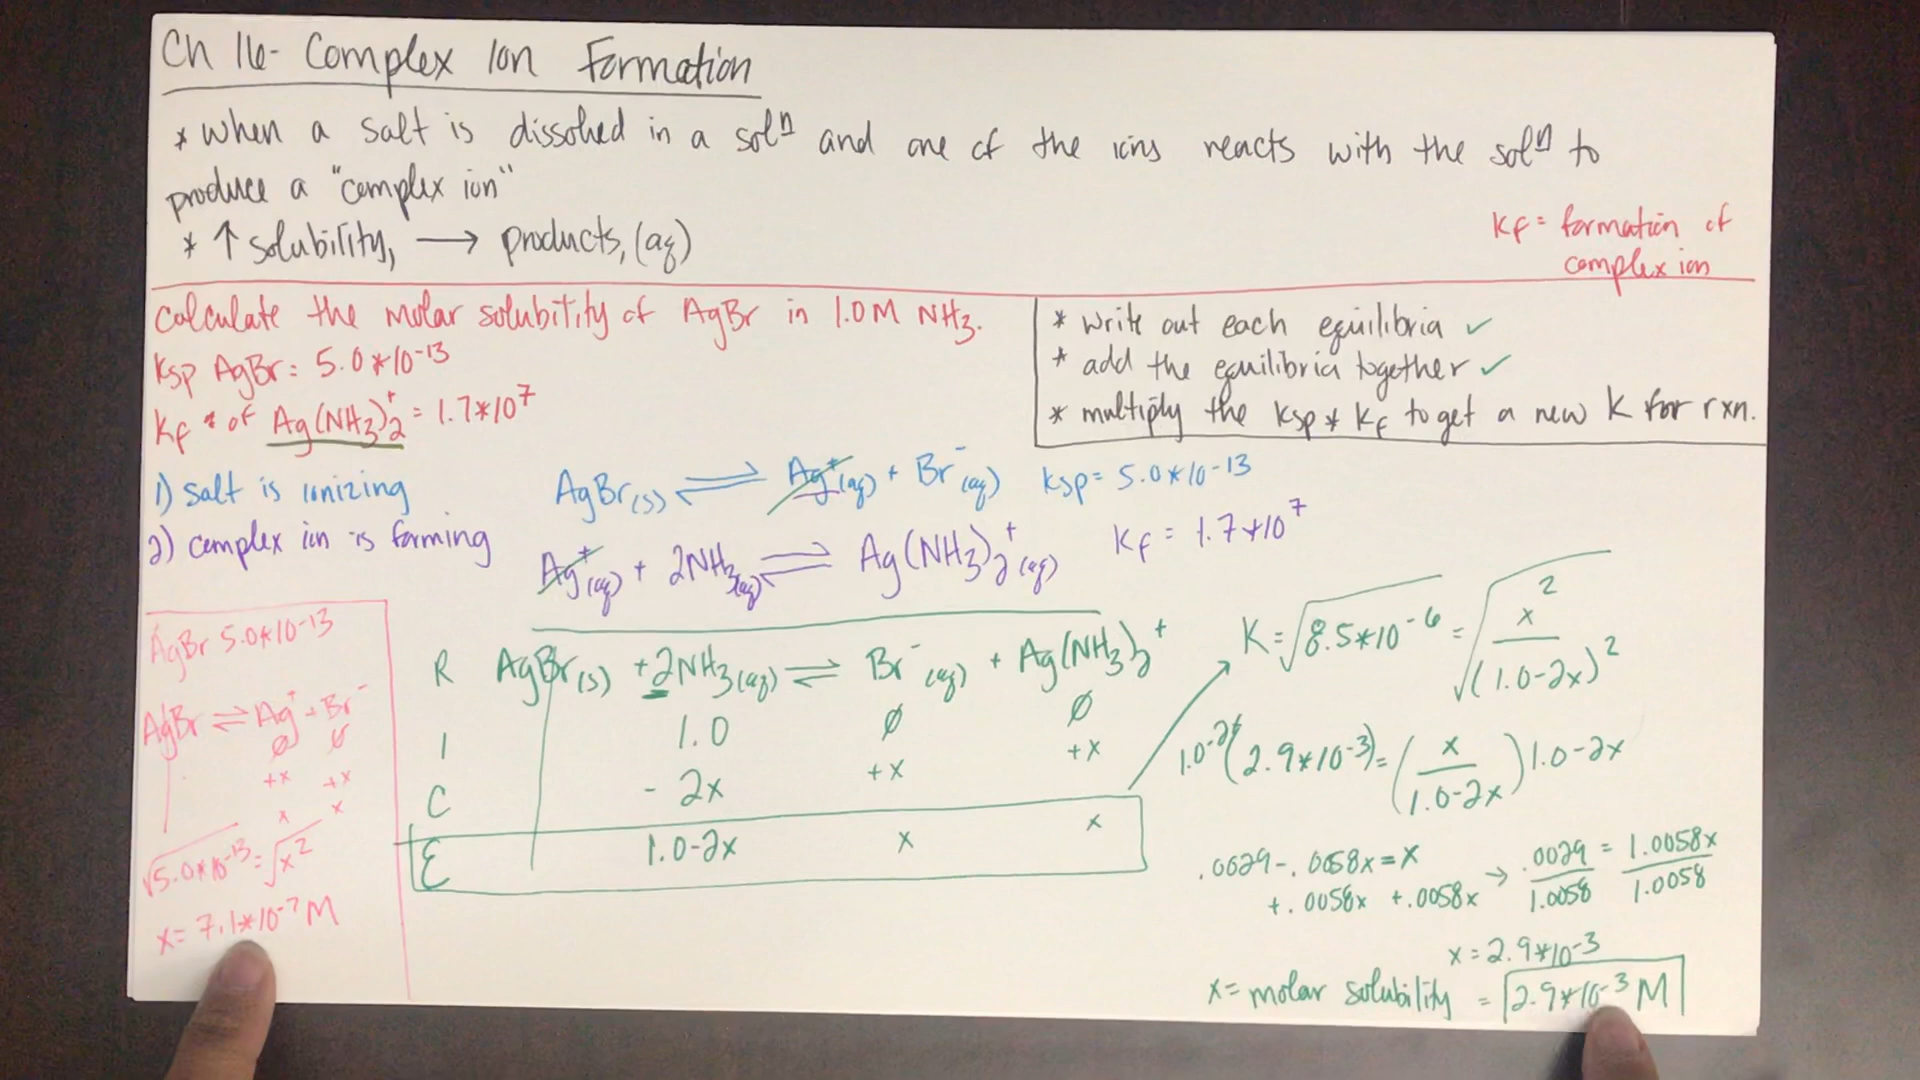 Ch 16- Complex Ion Formation
* when a salt is dissolved in a solⁿ and one of the ions reacts with the solⁿ to
produce a "complex ion"
* ↑ solubility, → products, (aq)
Kf = formation of
complex ion
Calculate the molar solubility of AgBr in 1.0M NH3.
Ksp AgBr: 5.0*10^-13
Kf * of Ag(NH3)2^+ = 1.7*10^7
* write out each equilibria ✓
* add the equilibria together ✓
* multiply the Ksp * Kf to get a new K for rxn.
1) salt is ionizing
AgBr(s) ⇌ Ag^+(aq) + Br^-(aq) Ksp= 5.0*10^-13
2) complex ion is forming
Ag^+(aq) + 2NH3(aq) ⇌ Ag(NH3)2^+(aq) Kf = 1.7*10^7
AgBr 5.0*10^-13
AgBr ⇌ Ag^+ + Br^-
Ø Ø
+x +x
x x
√5.0*10^-13 = √x^2
x= 7.1*10^-7 M
R AgBr(s) + 2NH3(aq) ⇌ Br^-(aq) + Ag(NH3)2^+
I 1.0 Ø Ø
C - 2x +x +x
E 1.0-2x x x
K = √8.5*10^-6 = √x^2/√(1.0-2x)^2
1.0-2x(2.9*10^-3) = (x/1.0-2x)1.0-2x
.0029-.0058x = x → .0029/1.0058 = 1.0058x/1.0058
+.0058x +.0058x
x = 2.9*10^-3
x= molar solubility = 2.9*10^-3 M